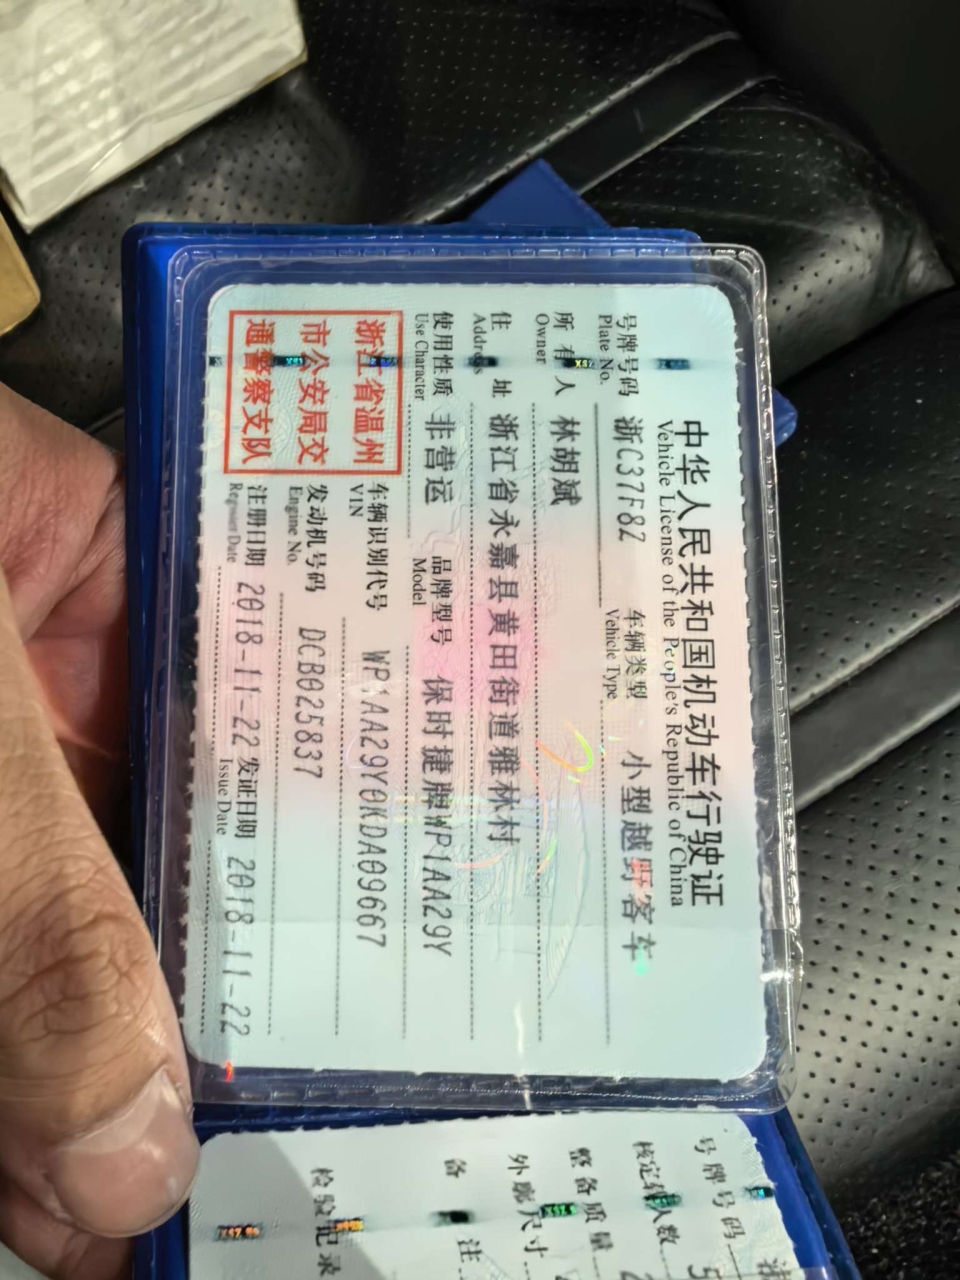 中华人民共和国机动车行驶证
Vehicle License of the People's Republic of China
号牌号码 浙C37F8Z 车辆类型 小型越野客车
Plate No. Vehicle Type
所有人 林胡斌
Owner
住址 浙江省永嘉县黄田街道雅林村
Address
使用性质 非营运 品牌型号 保时捷牌WP1AA29Y
Use Character Model
浙江省温州
市公安局交
通警察支队
车辆识别代号 WP1AA29Y0KDA09667
VIN
发动机号码 DCB025837
Engine No.
注册日期 2018-11-22 发证日期 2018-11-22
Register Date Issue Date
号牌号码
核定载人数 5
整备质量
外廓尺寸
备注
检验记录